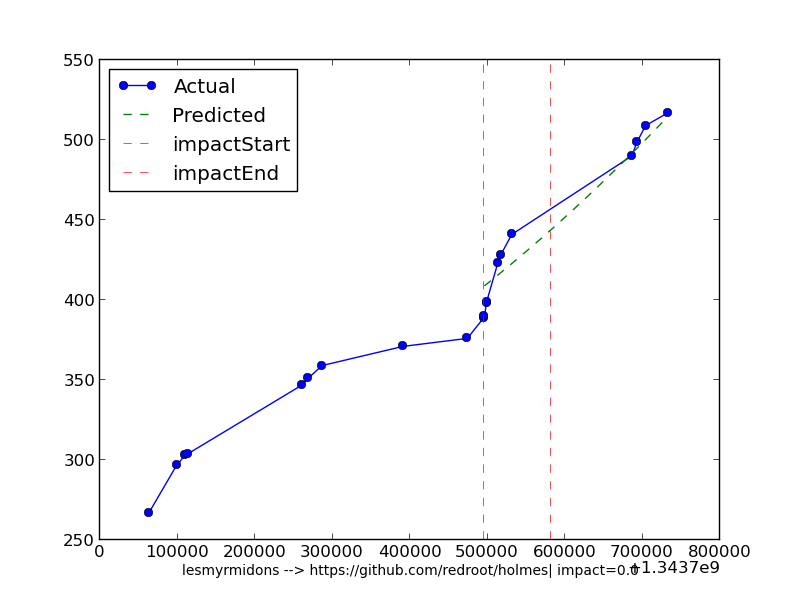 550
500
450
400
350
300
250
Actual
Predicted
impactStart
impactEnd
0 100000 200000 300000 400000 500000 600000 700000 800000
+1.3437e9
lesmyrmidons --> https://github.com/redroot/holmes| impact=0.0